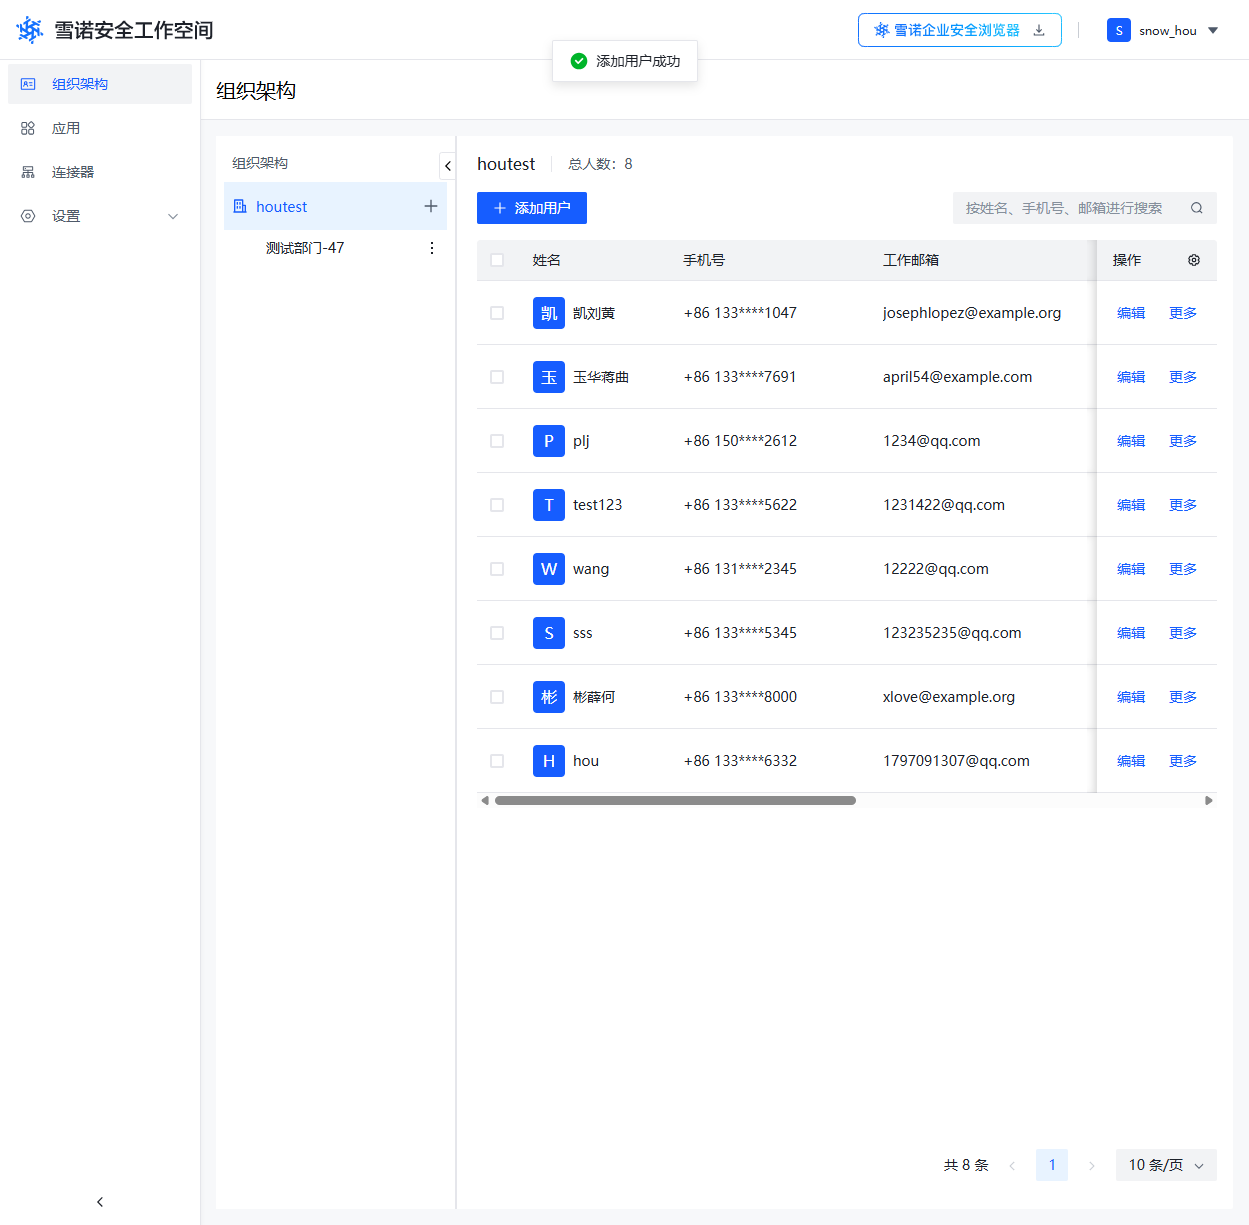 雪诺安全工作空间
雪诺企业安全浏览器
S snow_hou
添加用户成功
组织架构
应用
连接器
设置
组织架构
组织架构
houtest
测试部门-47
houtest 总人数：8
添加用户
按姓名、手机号、邮箱进行搜索
姓名 手机号 工作邮箱 操作
凯 凯刘黄 +86 133****1047 josephlopez@example.org 编辑 更多
玉 玉华蒋曲 +86 133****7691 april54@example.com 编辑 更多
P plj +86 150****2612 1234@qq.com 编辑 更多
T test123 +86 133****5622 1231422@qq.com 编辑 更多
W wang +86 131****2345 12222@qq.com 编辑 更多
S sss +86 133****5345 123235235@qq.com 编辑 更多
彬 彬薛何 +86 133****8000 xlove@example.org 编辑 更多
H hou +86 133****6332 1797091307@qq.com 编辑 更多
共 8 条 1 10 条/页